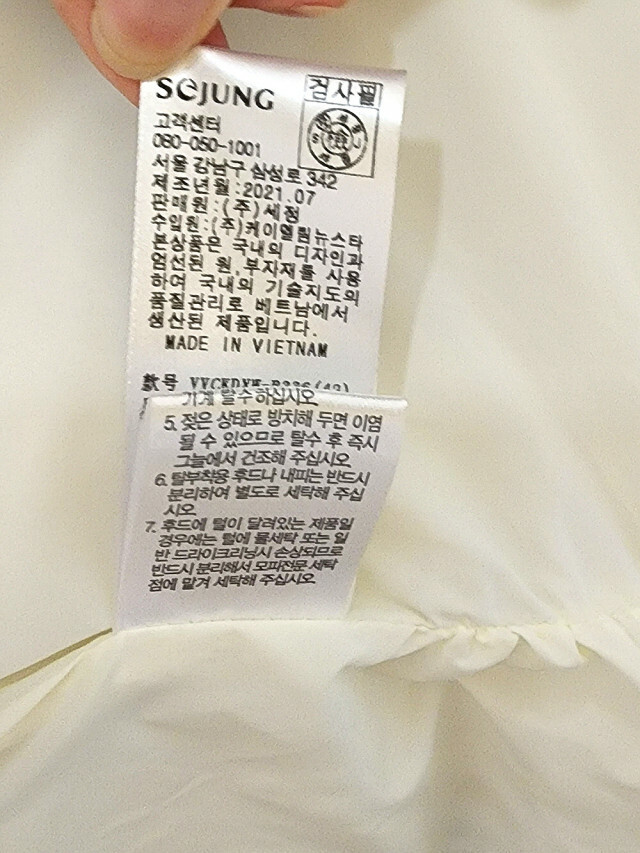 SeJUNG
검사필
고객센터
080-050-1001
서울 강남구 삼성로 342
제조년월:2021.07
판매원:(주)세정
수입원:(주)케이엘림뉴스타
본상품은 국내의 디자인과
엄선된 원,부자재를 사용
하여 국내의 기술지도의
품질관리로 베트남에서
생산된 제품입니다.
MADE IN VIETNAM
款号
기계 탈수 하십시오
5. 젖은 상태로 방치해 두면 이염
될 수 있으므로 탈수 후 즉시
그늘에서 건조해 주십시오
6. 탈부착용 후드나 내피는 반드시
분리하여 별도로 세탁해 주십
시오
7. 후드에 털이 달려있는 제품일
경우에는 털에 물세탁 또는 일
반 드라이크리닝시 손상되므로
반드시 분리해서 모피전문 세탁
점에 맡겨 세탁해 주십시오